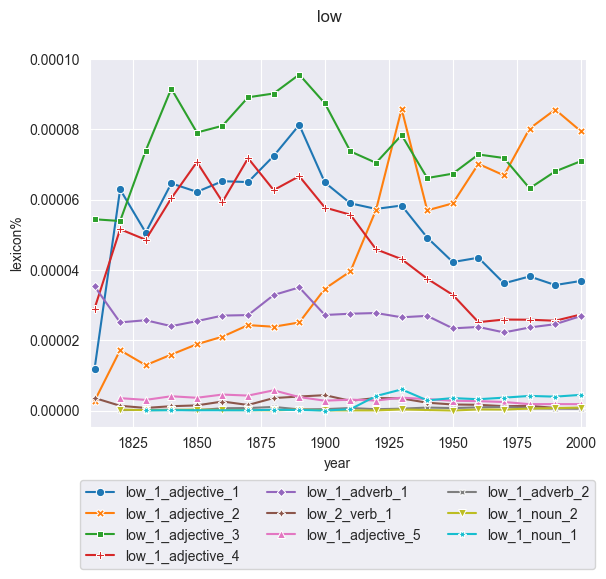 low
0.00010
0.00008
0.00006
0.00004
0.00002
0.00000
lexicon%
1825 1850 1875 1900 1925 1950 1975 2000
year
low_1_adjective_1 low_1_adverb_1 low_1_adverb_2
low_1_adjective_2 low_2_verb_1 low_1_noun_2
low_1_adjective_3 low_1_adjective_5 low_1_noun_1
low_1_adjective_4